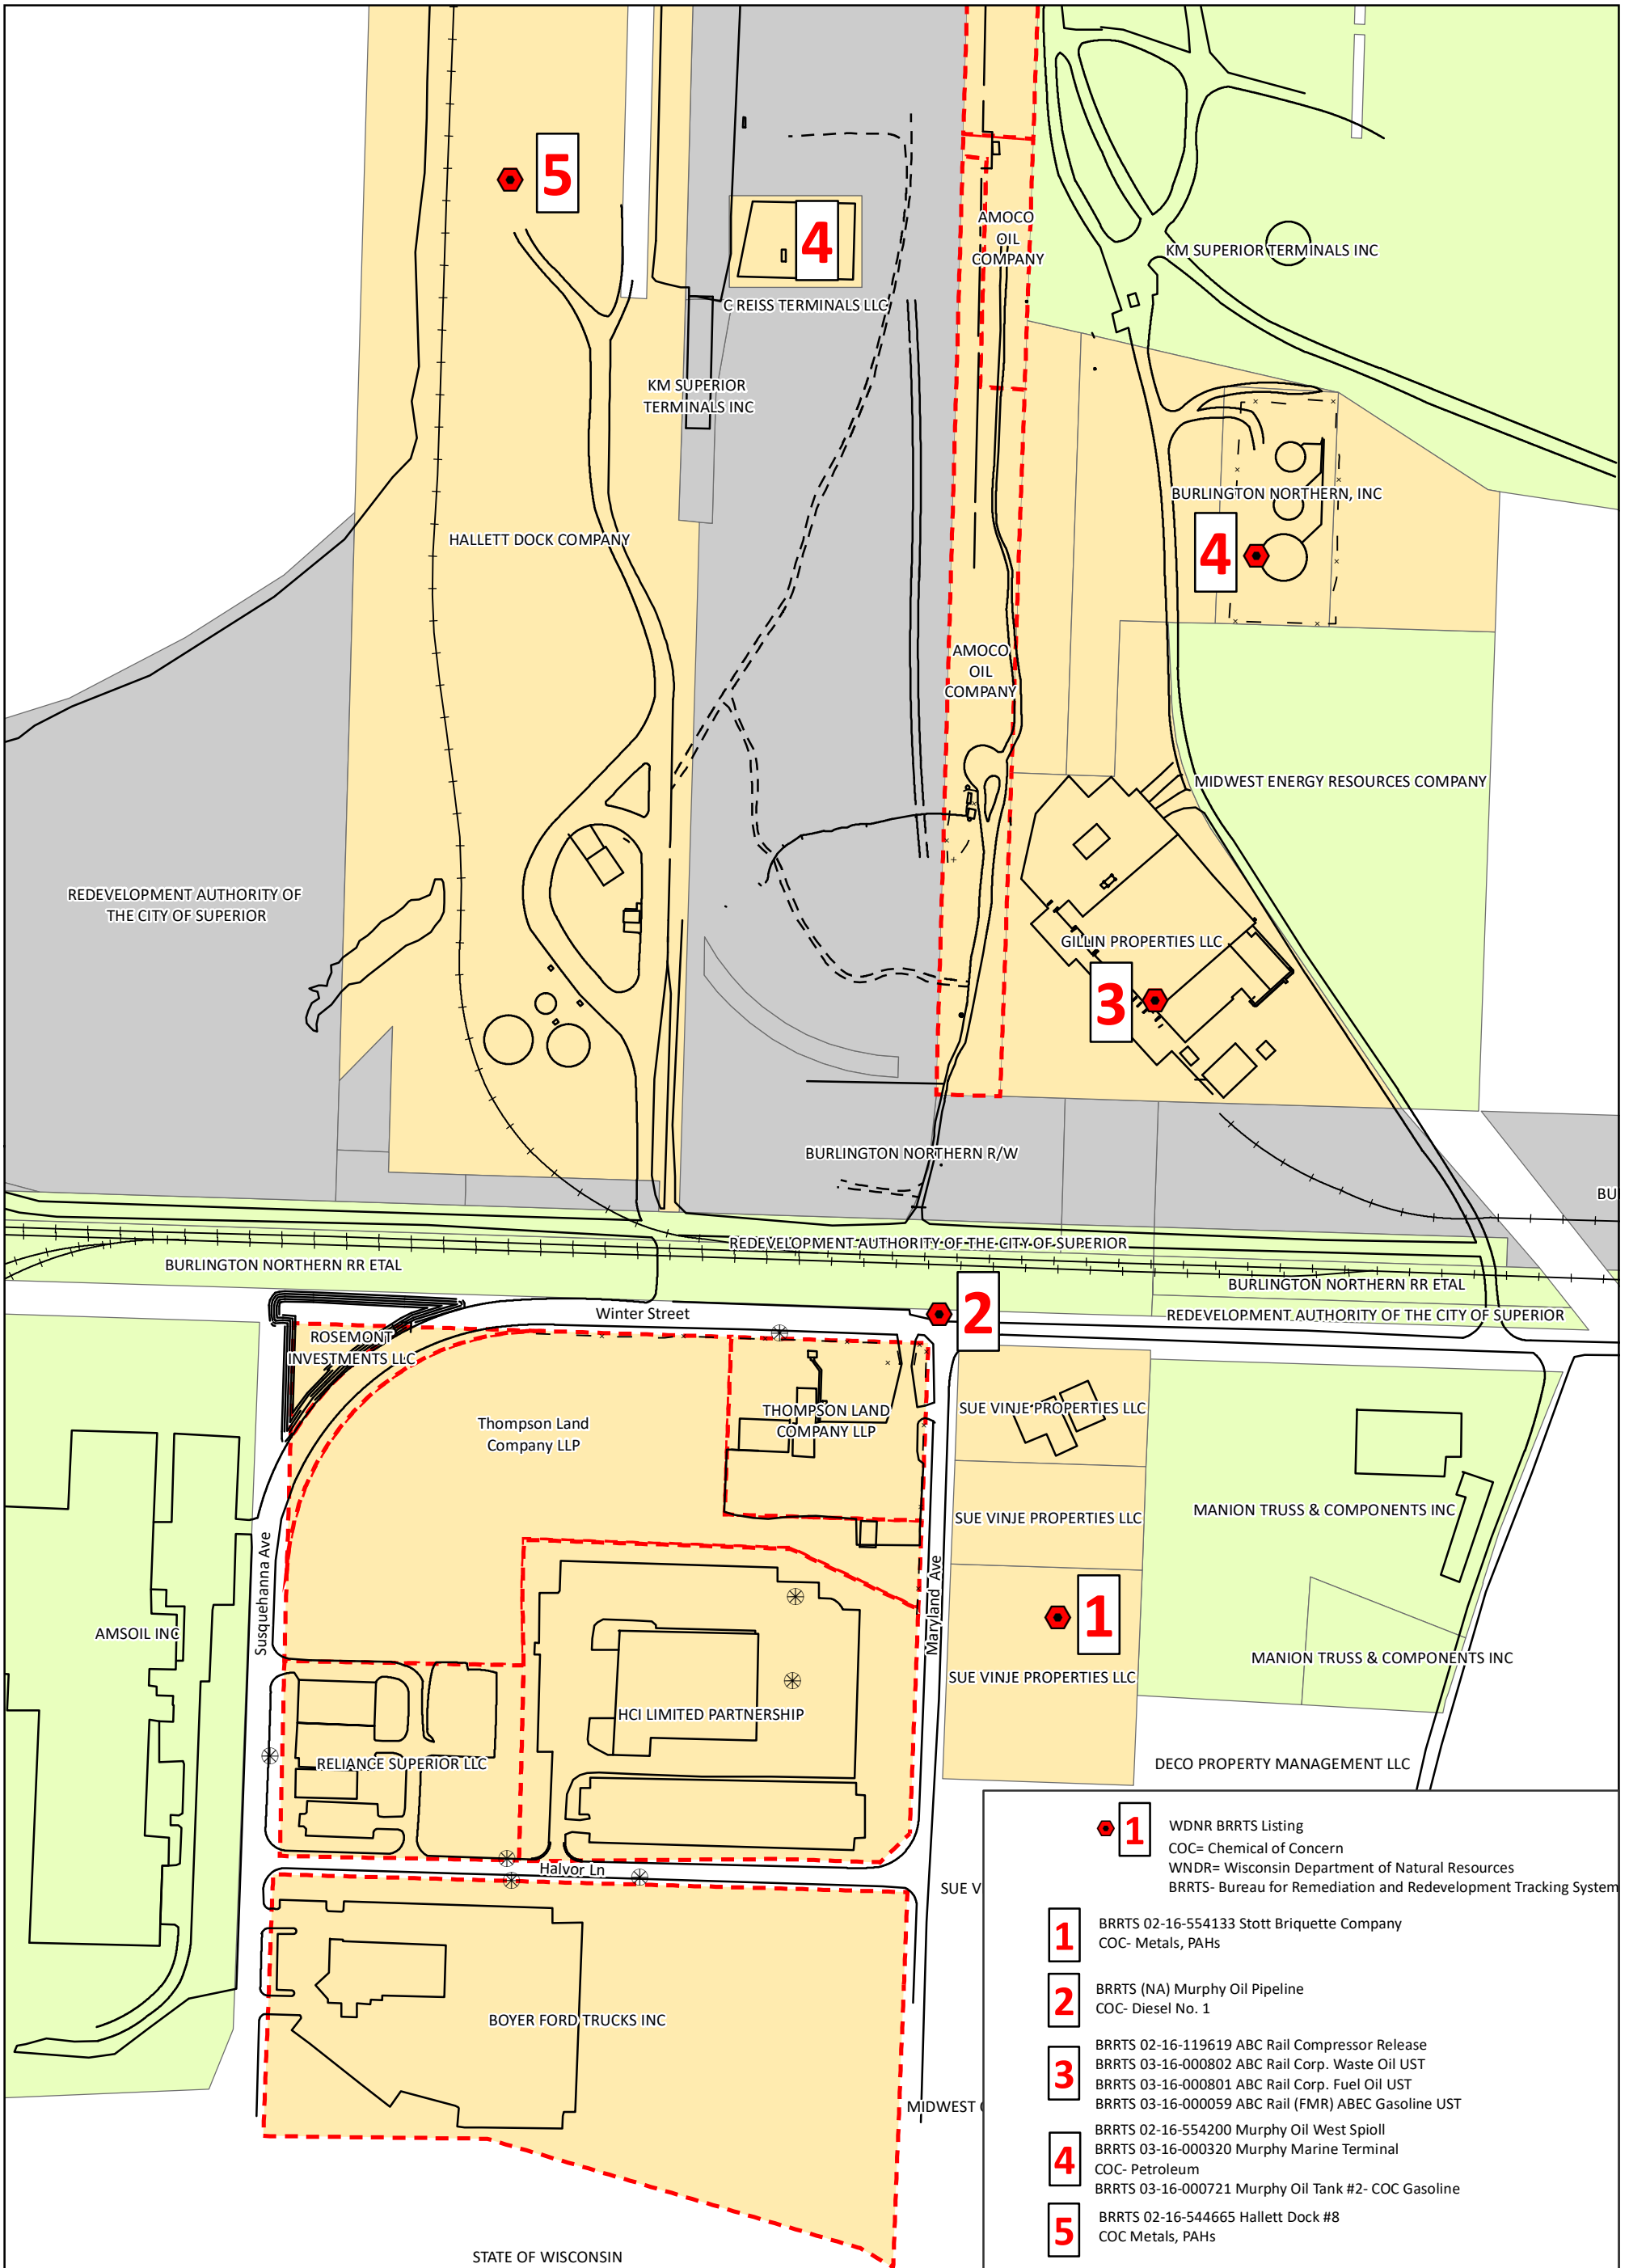 5
4
AMOCO
OIL
COMPANY
KM SUPERIOR TERMINALS INC
C REISS TERMINALS LLC
KM SUPERIOR
TERMINALS INC
BURLINGTON NORTHERN, INC
HALLETT DOCK COMPANY
4
AMOCO
OIL
COMPANY
MIDWEST ENERGY RESOURCES COMPANY
REDEVELOPMENT AUTHORITY OF
THE CITY OF SUPERIOR
GILLIN PROPERTIES LLC
3
BURLINGTON NORTHERN R/W
BU
REDEVELOPMENT AUTHORITY OF THE CITY OF SUPERIOR
BURLINGTON NORTHERN RR ETAL
BURLINGTON NORTHERN RR ETAL
2
Winter Street
REDEVELOPMENT AUTHORITY OF THE CITY OF SUPERIOR
ROSEMONT
INVESTMENTS LLC
Thompson Land
Company LLP
THOMPSON LAND
COMPANY LLP
SUE VINJE PROPERTIES LLC
SUE VINJE PROPERTIES LLC
MANION TRUSS & COMPONENTS INC
Susquehanna Ave
Maryland Ave
1
AMSOIL INC
MANION TRUSS & COMPONENTS INC
SUE VINJE PROPERTIES LLC
HCI LIMITED PARTNERSHIP
RELIANCE SUPERIOR LLC
DECO PROPERTY MANAGEMENT LLC
Halvor Ln
SUE V
BOYER FORD TRUCKS INC
MIDWEST
STATE OF WISCONSIN
1
WDNR BRRTS Listing
COC= Chemical of Concern
WNDR= Wisconsin Department of Natural Resources
BRRTS- Bureau for Remediation and Redevelopment Tracking System
1
BRRTS 02-16-554133 Stott Briquette Company
COC- Metals, PAHs
2
BRRTS (NA) Murphy Oil Pipeline
COC- Diesel No. 1
3
BRRTS 02-16-119619 ABC Rail Compressor Release
BRRTS 03-16-000802 ABC Rail Corp. Waste Oil UST
BRRTS 03-16-000801 ABC Rail Corp. Fuel Oil UST
BRRTS 03-16-000059 ABC Rail (FMR) ABEC Gasoline UST
4
BRRTS 02-16-554200 Murphy Oil West Spioll
BRRTS 03-16-000320 Murphy Marine Terminal
COC- Petroleum
BRRTS 03-16-000721 Murphy Oil Tank #2- COC Gasoline
5
BRRTS 02-16-544665 Hallett Dock #8
COC Metals, PAHs